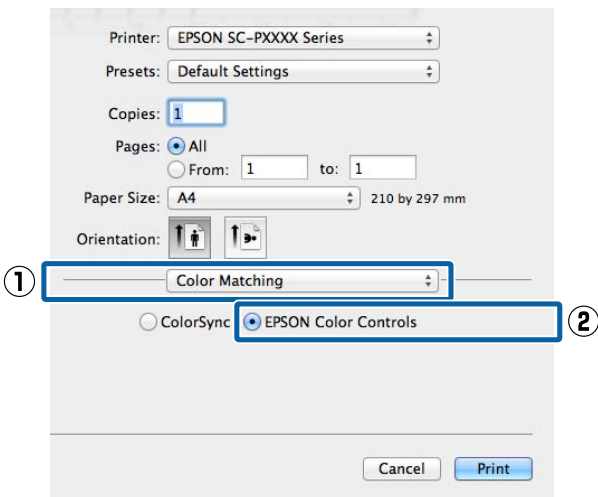 Printer: EPSON SC-PXXXX Series
Presets: Default Settings
Copies: 1
Pages: All
From: 1 to: 1
Paper Size: A4 210 by 297 mm
Orientation:
① Color Matching
ColorSync EPSON Color Controls ②
Cancel Print